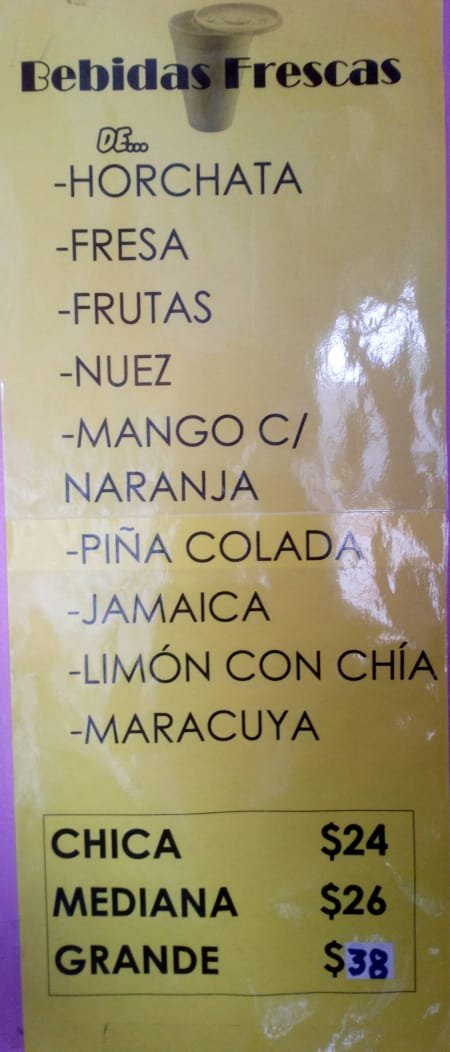 Bebidas Frescas
DE...
-HORCHATA
-FRESA
-FRUTAS
-NUEZ
-MANGO C/
NARANJA
-PIÑA COLADA
-JAMAICA
-LIMÓN CON CHÍA
-MARACUYA
CHICA $24
MEDIANA $26
GRANDE $38